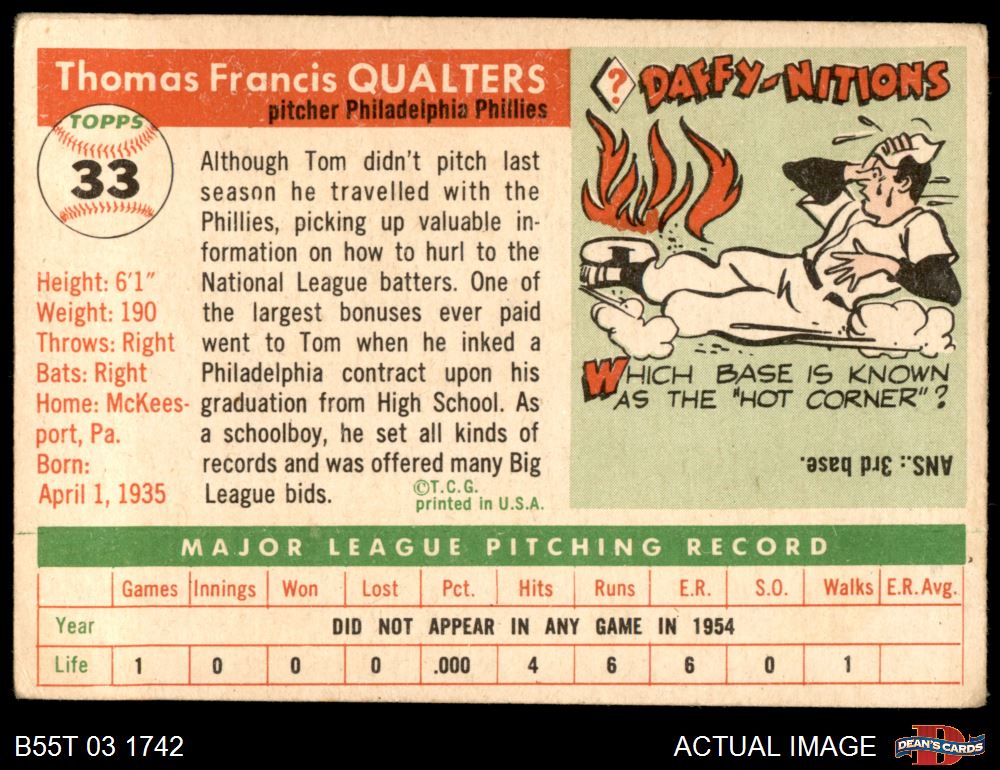 Thomas Francis QUALTERS
pitcher Philadelphia Phillies
TOPPS
33
Although Tom didn't pitch last
season he travelled with the
Phillies, picking up valuable in-
formation on how to hurl to the
National League batters. One of
the largest bonuses ever paid
went to Tom when he inked a
Philadelphia contract upon his
graduation from High School. As
a schoolboy, he set all kinds of
records and was offered many Big
League bids.
©T.C.G.
printed in U.S.A.
Height: 6'1"
Weight: 190
Throws: Right
Bats: Right
Home: McKees-
port, Pa.
Born:
April 1, 1935
? DAFFY-NITIONS
WHICH BASE IS KNOWN
AS THE "HOT CORNER"?
ANS.: 3rd base.
MAJOR LEAGUE PITCHING RECORD
Games Innings Won Lost Pct. Hits Runs E.R. S.O. Walks E.R. Avg.
Year DID NOT APPEAR IN ANY GAME IN 1954
Life 1 0 0 0 .000 4 6 6 0 1
B55T 03 1742
ACTUAL IMAGE
D
DEAN'S CARDS